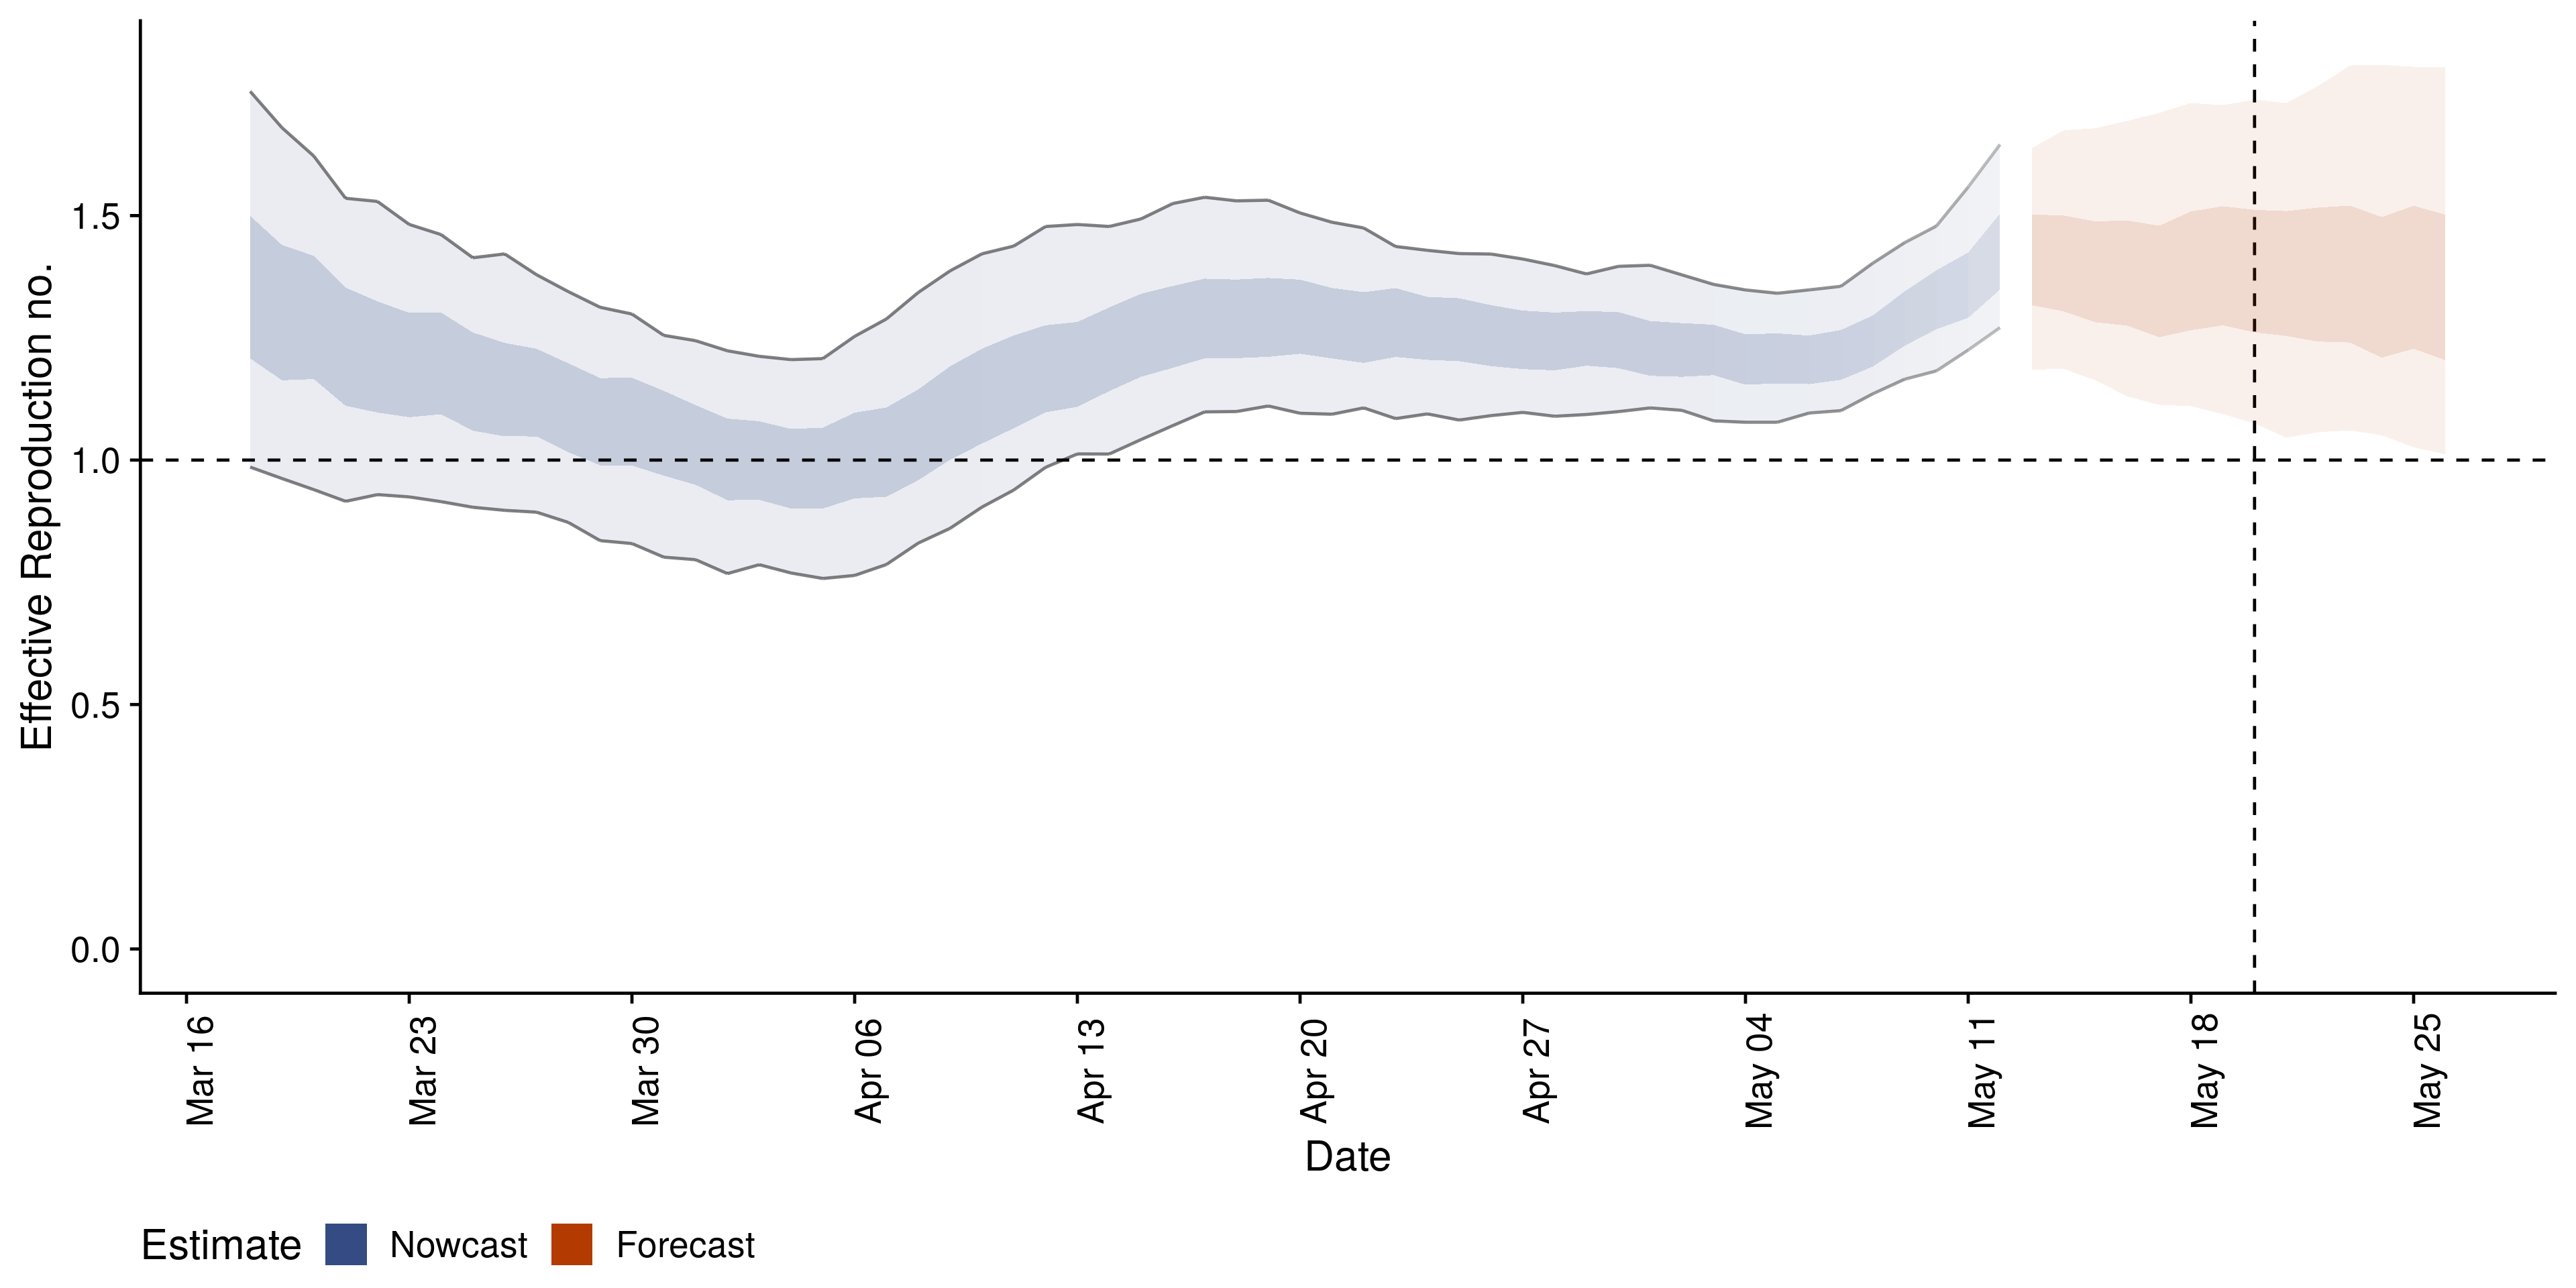 Effective Reproduction no.
1.5
1.0
0.5
0.0
Mar 16
Mar 23
Mar 30
Apr 06
Apr 13
Apr 20
Apr 27
May 04
May 11
May 18
May 25
Date
Estimate Nowcast Forecast